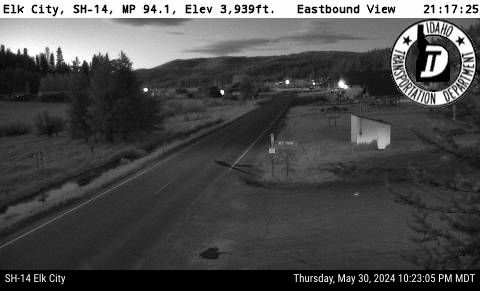 Elk City, SH-14, MP 94.1, Elev 3,939ft.   Eastbound View   21:17:25
IDAHO
TRANSPORTATION DEPARTMENT
SH-14 Elk City
Thursday, May 30, 2024 10:23:05 PM MDT